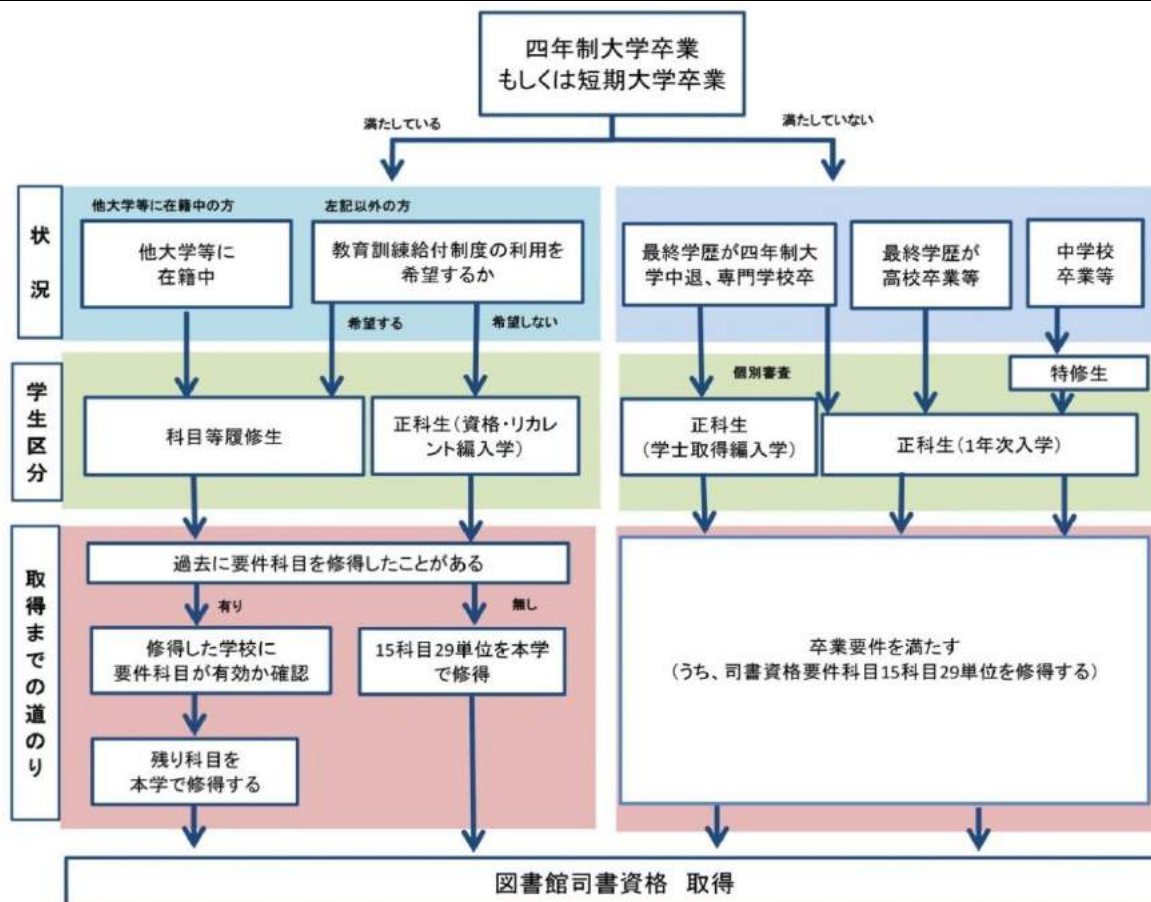 四年制大学卒業
もしくは短期大学卒業
満たしている
満たしていない
状況
他大学等に在籍中の方
左記以外の方
他大学等に
在籍中
教育訓練給付制度の利用を
希望するか
最終学歴が四年制大
学中退、専門学校卒
最終学歴が
高校卒業等
中学校
卒業等
希望する
希望しない
学生区分
個別審査
特修生
科目等履修生
正科生(資格・リカレ
ント編入学)
正科生
(学士取得編入学)
正科生(1年次入学)
取得までの道のり
過去に要件科目を修得したことがある
有り
無し
修得した学校に
要件科目が有効か確認
15科目29単位を本学
で修得
卒業要件を満たす
(うち、司書資格要件科目15科目29単位を修得する)
残り科目を
本学で修得する
図書館司書資格 取得